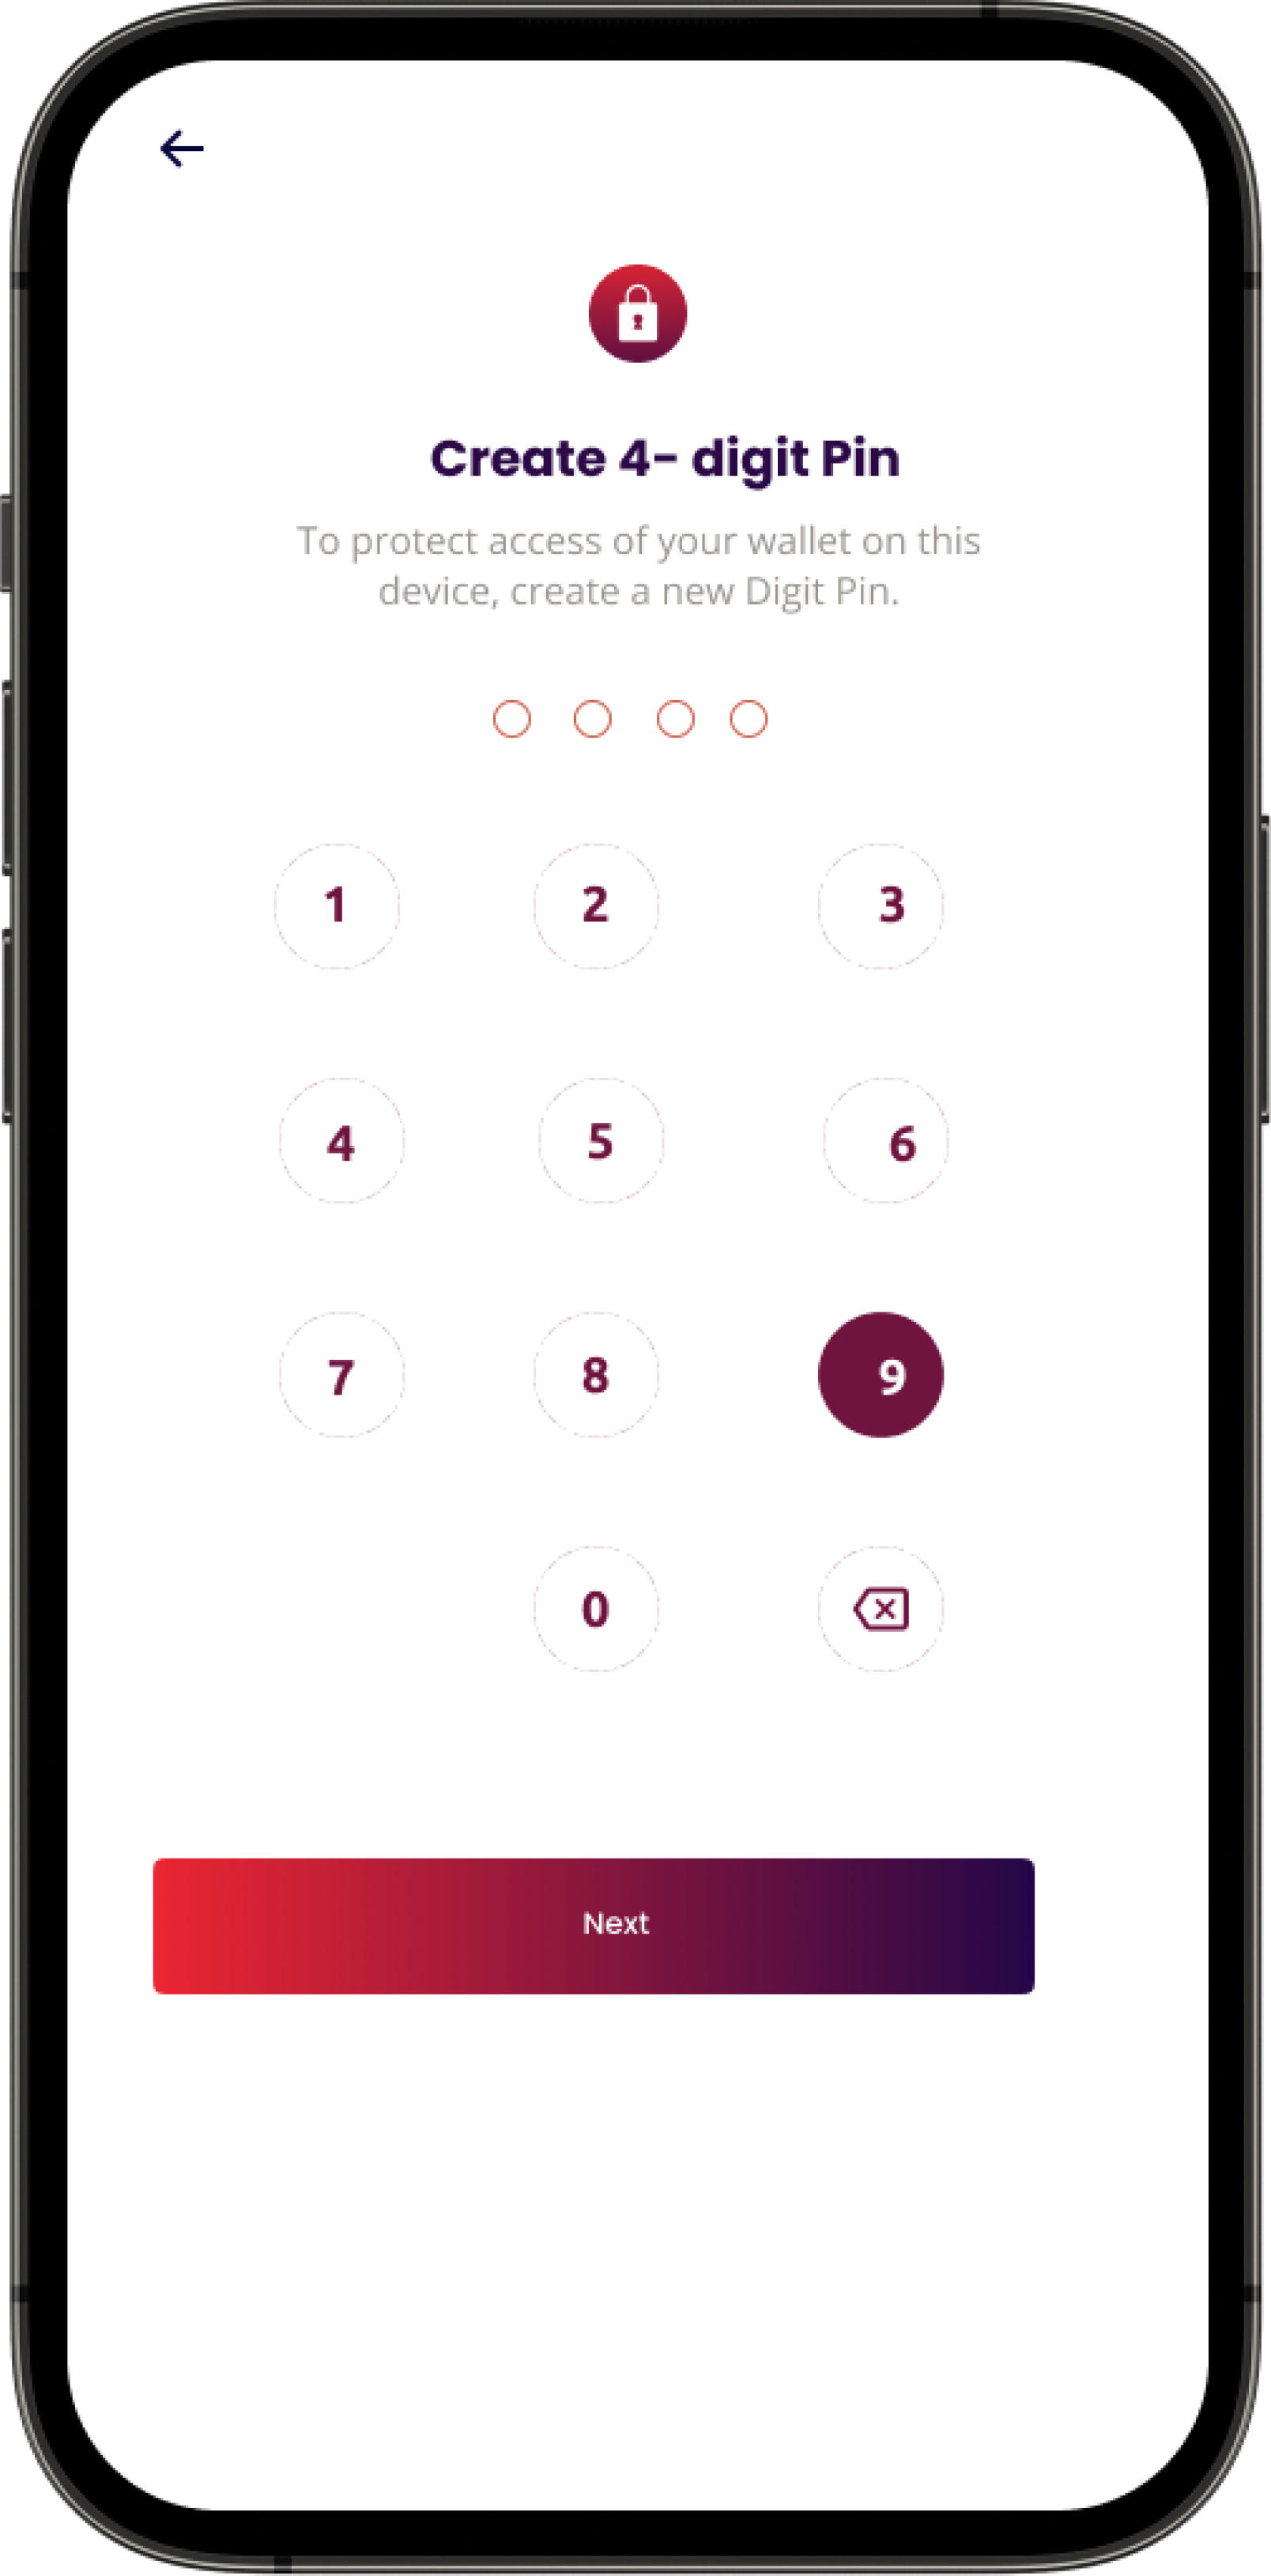 Create 4- digit Pin
To protect access of your wallet on this
device, create a new Digit Pin.
1 2 3
4 5 6
7 8 9
0
Next